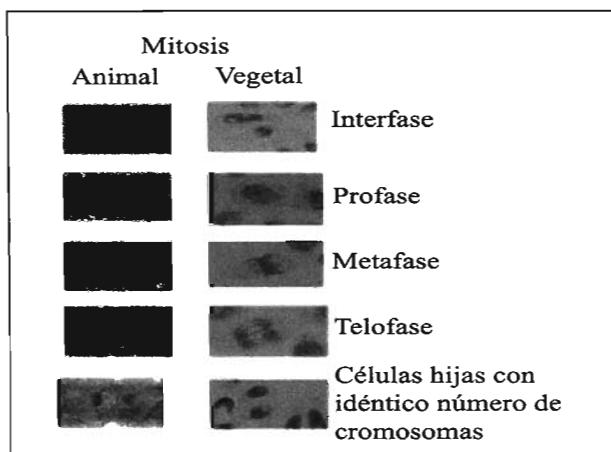 Mitosis
Animal Vegetal
Interfase
Profase
Metafase
Telofase
Células hijas con
idéntico número de
cromosomas